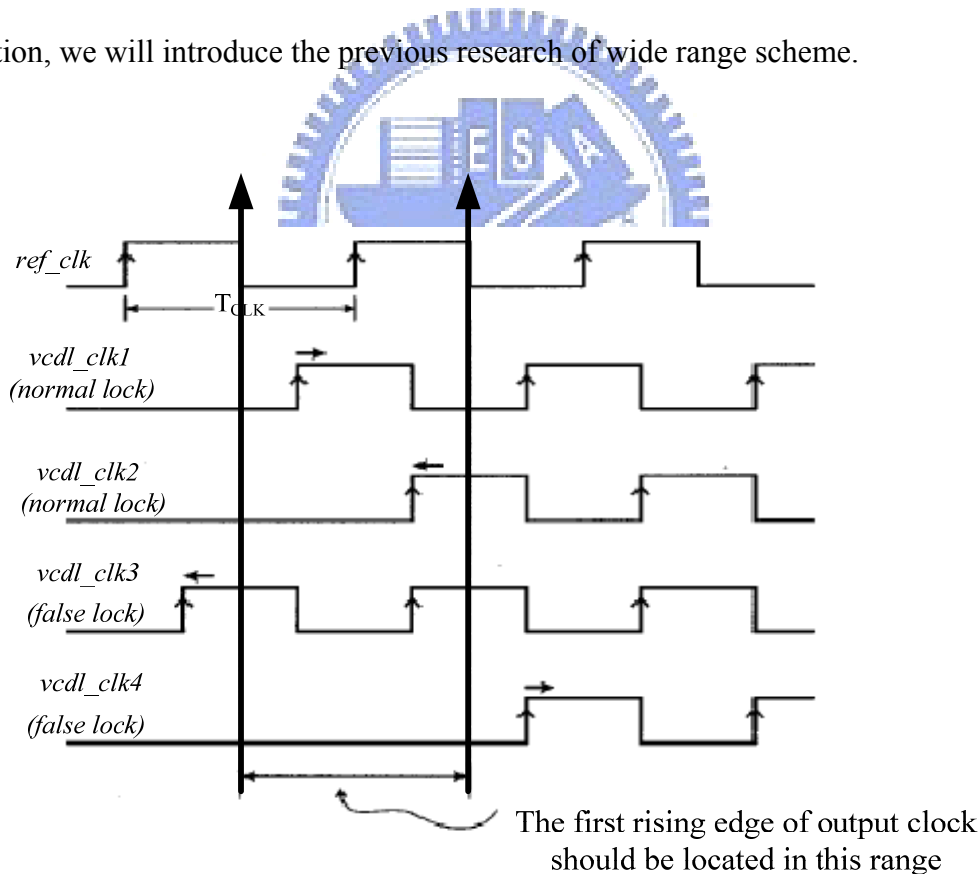 tion, we will introduce the previous research of wide range scheme.
ESA
ref_clk
TCLK
vcdl_clk1
(normal lock)
vcdl_clk2
(normal lock)
vcdl_clk3
(false lock)
vcdl_clk4
(false lock)
The first rising edge of output clock
should be located in this range